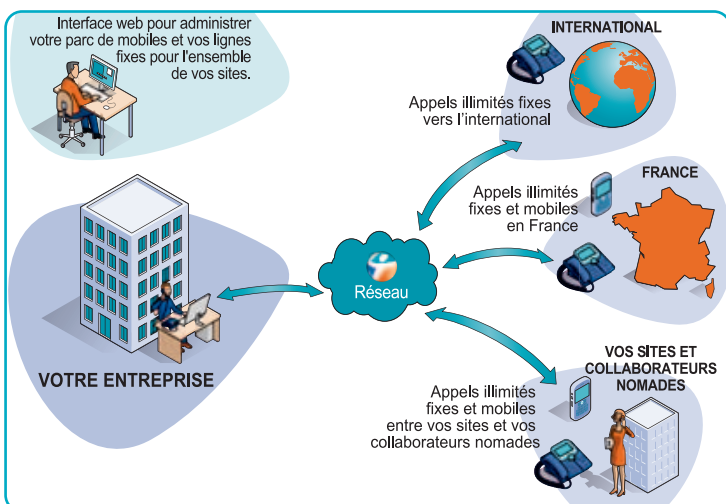 Interface web pour administrer
votre parc de mobiles et vos lignes
fixes pour l'ensemble
de vos sites.
INTERNATIONAL
Appels illimités fixes
vers l'international
FRANCE
Appels illimités
fixes et mobiles
en France
Réseau
VOTRE ENTREPRISE
VOS SITES ET
COLLABORATEURS
NOMADES
Appels illimités
fixes et mobiles
entre vos sites et vos
collaborateurs nomades